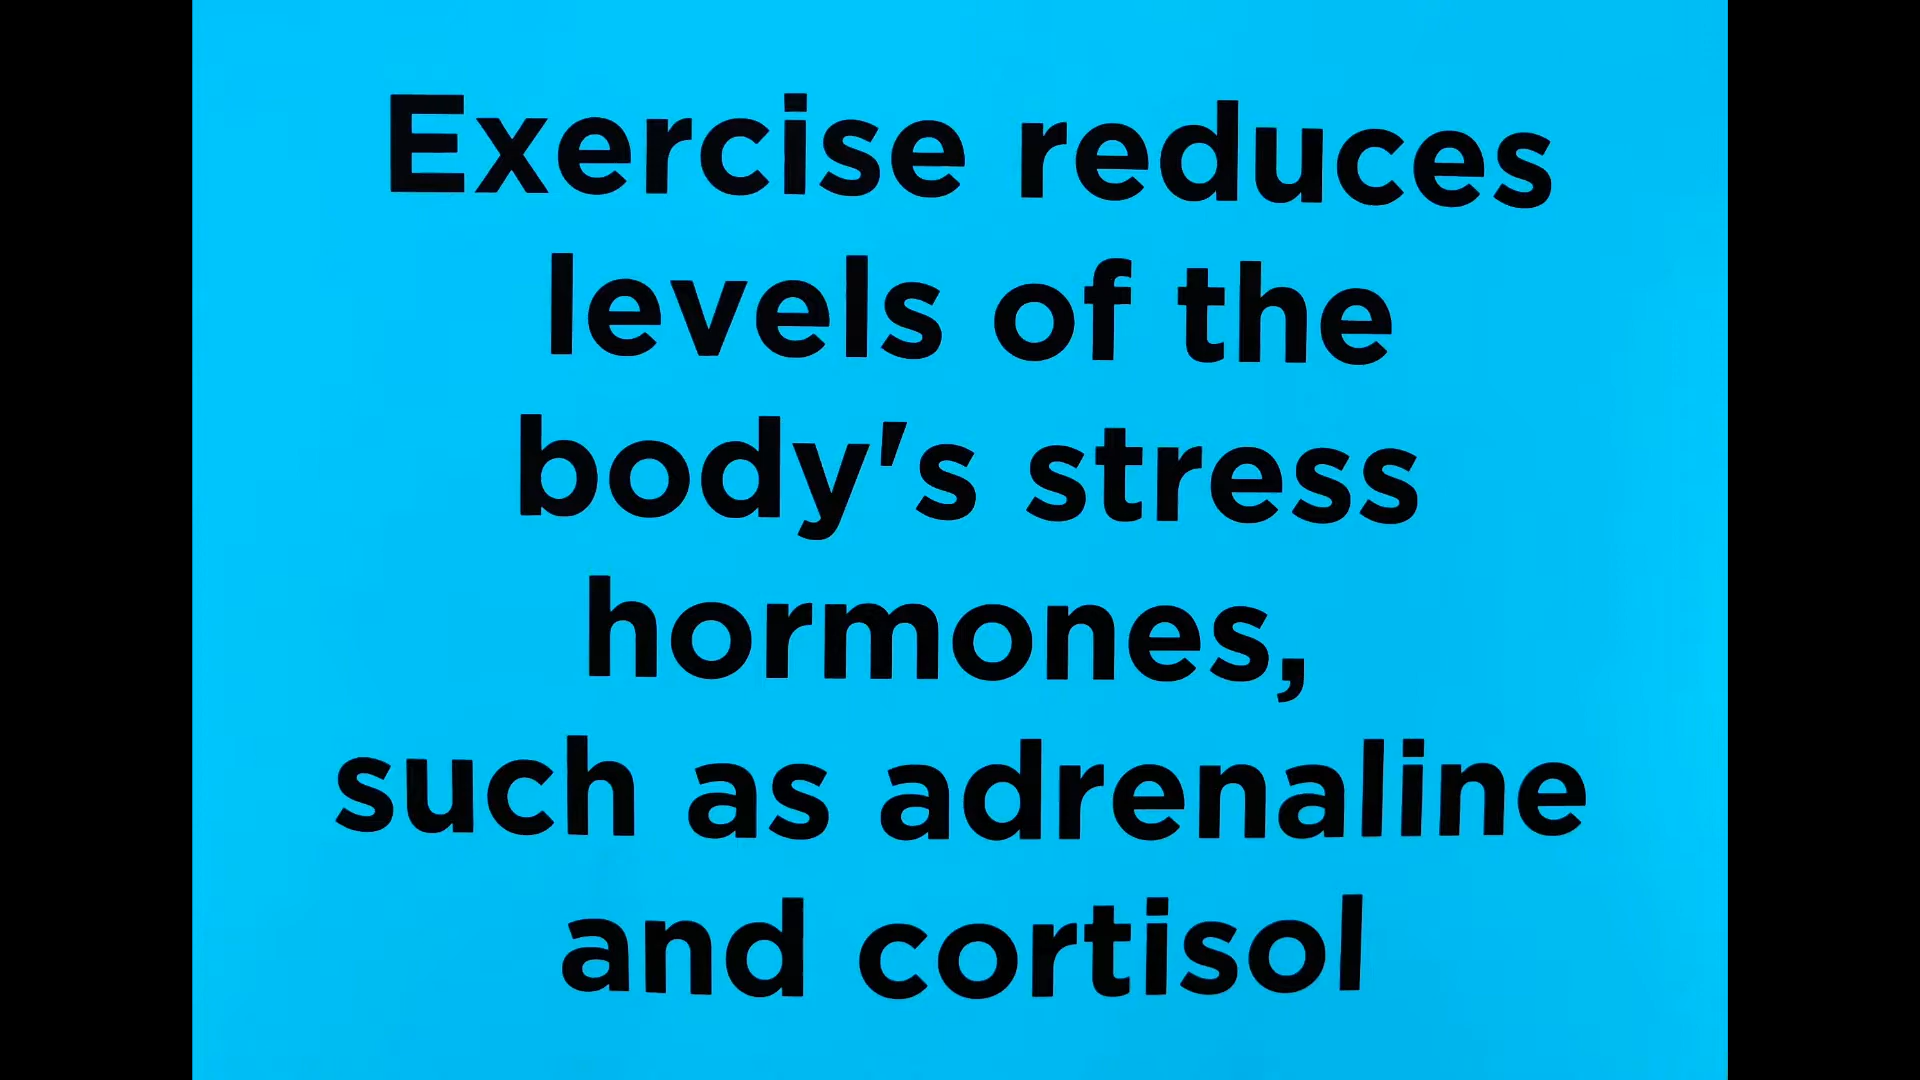 Exercise reduces
levels of the
body's stress
hormones,
such as adrenaline
and cortisol